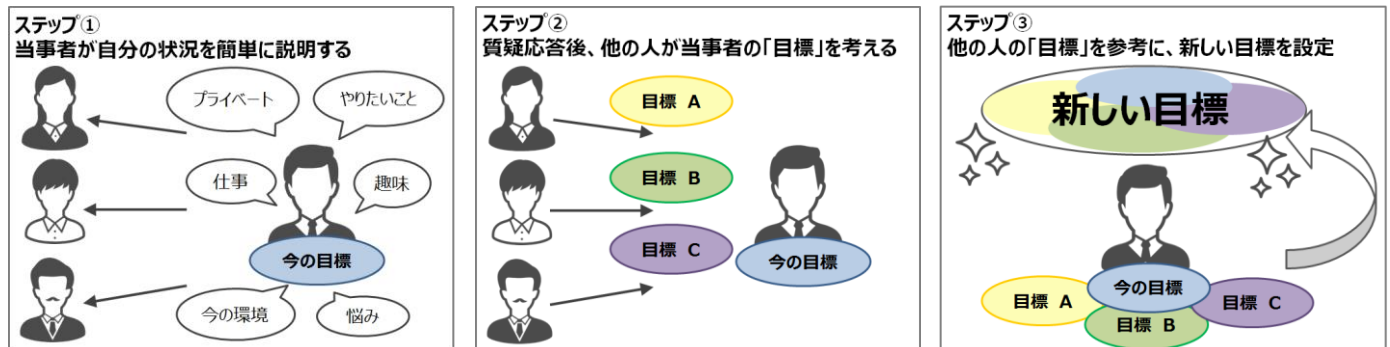 ステップ①
当事者が自分の状況を簡単に説明する
プライベート
やりたいこと
仕事
趣味
今の目標
今の環境
悩み
ステップ②
質疑応答後、他の人が当事者の「目標」を考える
目標 A
目標 B
目標 C
今の目標
ステップ③
他の人の「目標」を参考に、新しい目標を設定
新しい目標
今の目標
目標 A
目標 C
目標 B